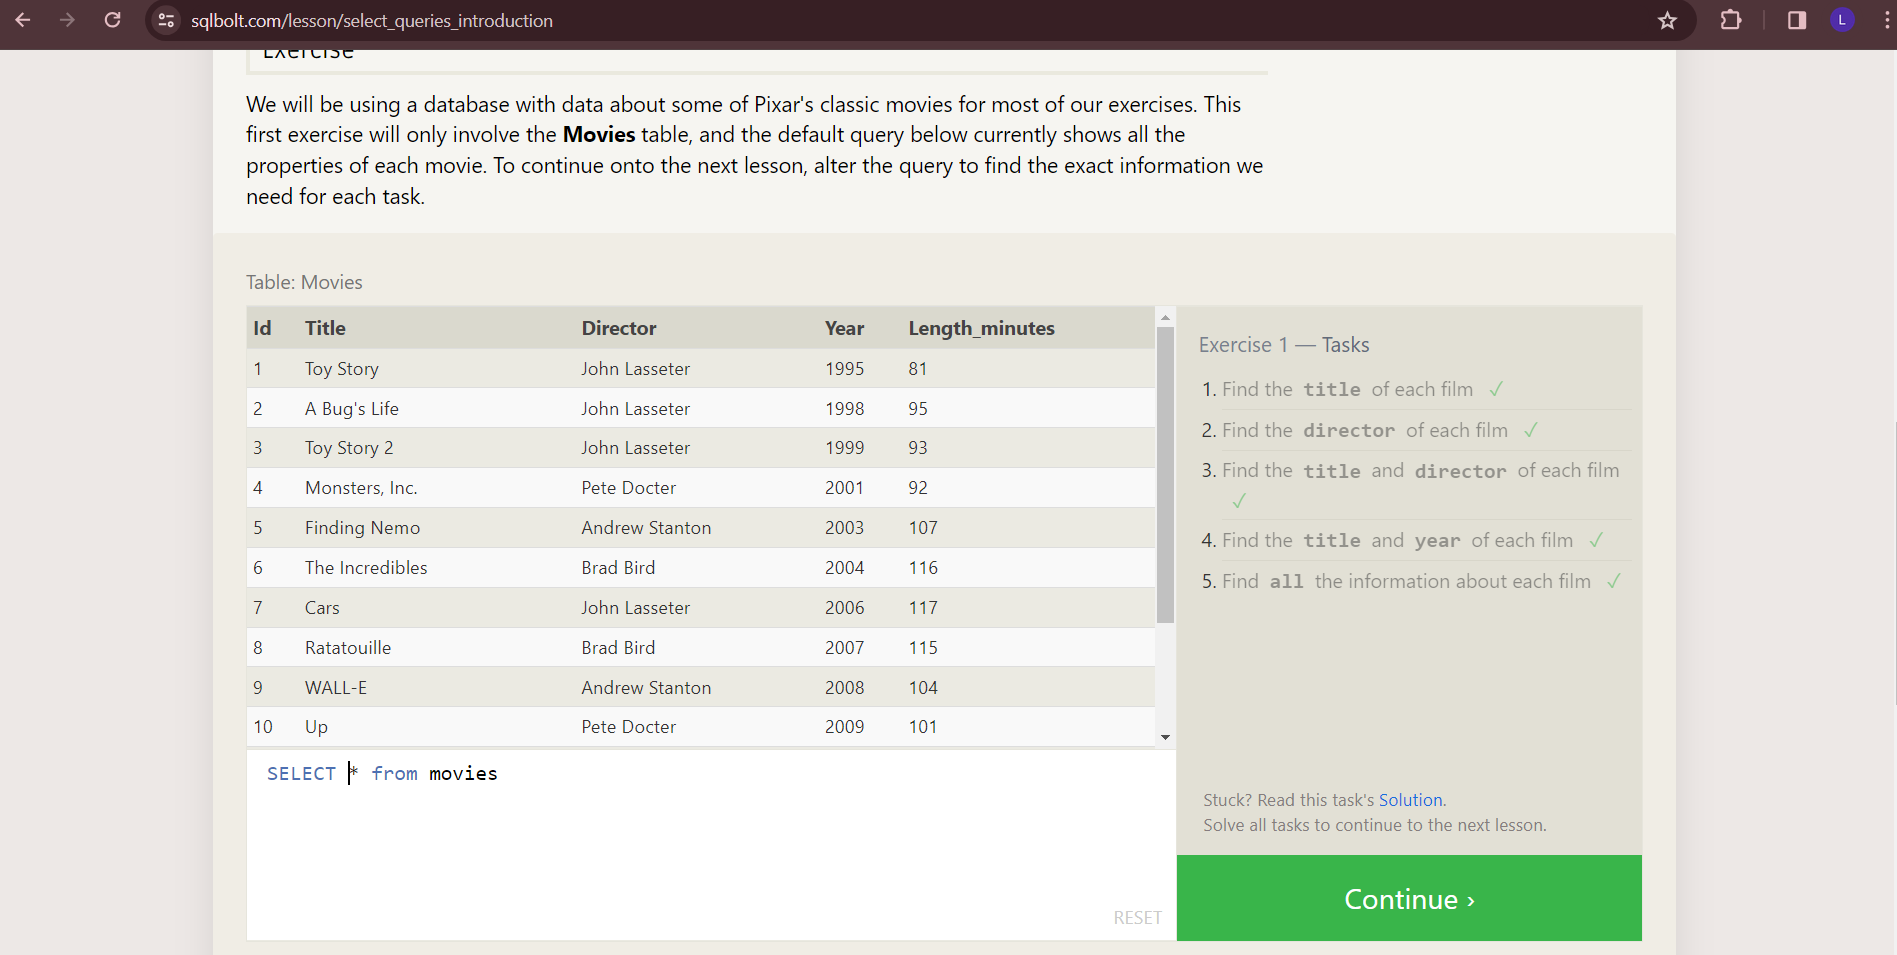 sqlbolt.com/lesson/select_queries_introduction
L
Exercise
We will be using a database with data about some of Pixar's classic movies for most of our exercises. This
first exercise will only involve the Movies table, and the default query below currently shows all the
properties of each movie. To continue onto the next lesson, alter the query to find the exact information we
need for each task.
Table: Movies
Id Title Director Year Length_minutes
1 Toy Story John Lasseter 1995 81
2 A Bug's Life John Lasseter 1998 95
3 Toy Story 2 John Lasseter 1999 93
4 Monsters, Inc. Pete Docter 2001 92
5 Finding Nemo Andrew Stanton 2003 107
6 The Incredibles Brad Bird 2004 116
7 Cars John Lasseter 2006 117
8 Ratatouille Brad Bird 2007 115
9 WALL-E Andrew Stanton 2008 104
10 Up Pete Docter 2009 101
SELECT * from movies
RESET
Exercise 1 — Tasks
1. Find the title of each film ✓
2. Find the director of each film ✓
3. Find the title and director of each film
✓
4. Find the title and year of each film ✓
5. Find all the information about each film ✓
Stuck? Read this task's Solution.
Solve all tasks to continue to the next lesson.
Continue ›